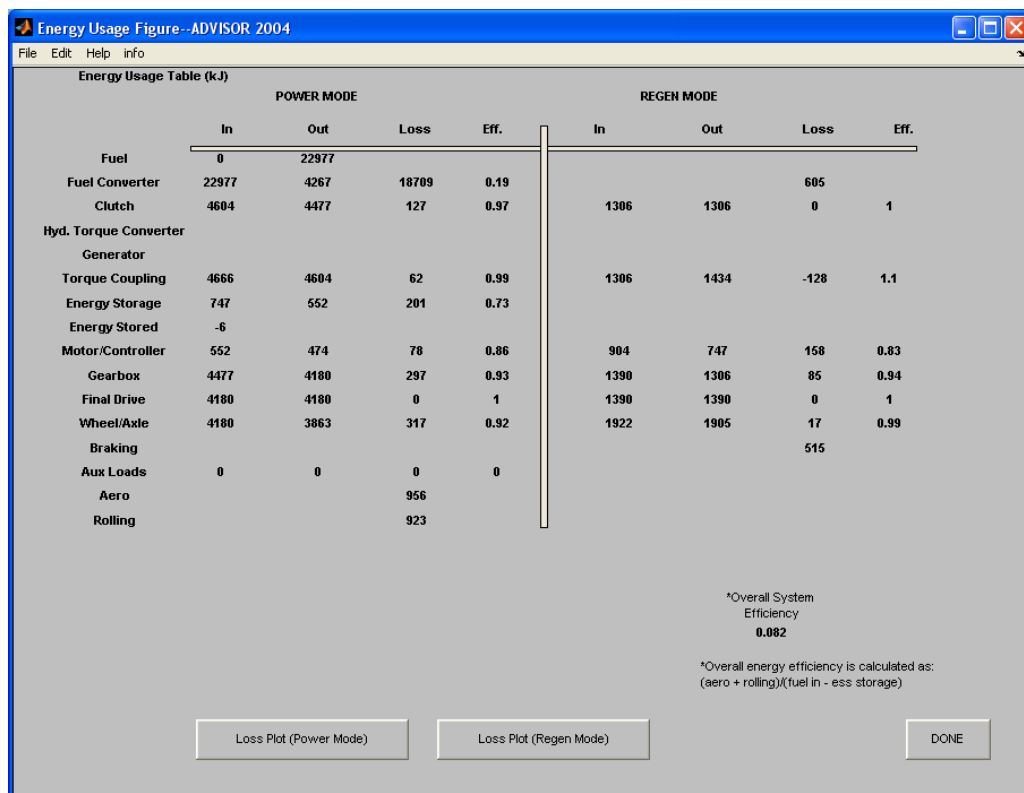 Energy Usage Figure--ADVISOR 2004
File Edit Help info
Energy Usage Table (kJ)
POWER MODE REGEN MODE
In Out Loss Eff. In Out Loss Eff.
Fuel 0 22977
Fuel Converter 22977 4267 18709 0.19 605
Clutch 4604 4477 127 0.97 1306 1306 0 1
Hyd. Torque Converter
Generator
Torque Coupling 4666 4604 62 0.99 1306 1434 -128 1.1
Energy Storage 747 552 201 0.73
Energy Stored -6
Motor/Controller 552 474 78 0.86 904 747 158 0.83
Gearbox 4477 4180 297 0.93 1390 1306 85 0.94
Final Drive 4180 4180 0 1 1390 1390 0 1
Wheel/Axle 4180 3863 317 0.92 1922 1905 17 0.99
Braking 515
Aux Loads 0 0 0 0
Aero 956
Rolling 923
*Overall System
Efficiency
0.082
*Overall energy efficiency is calculated as:
(aero + rolling)/(fuel in - ess storage)
Loss Plot (Power Mode) Loss Plot (Regen Mode) DONE